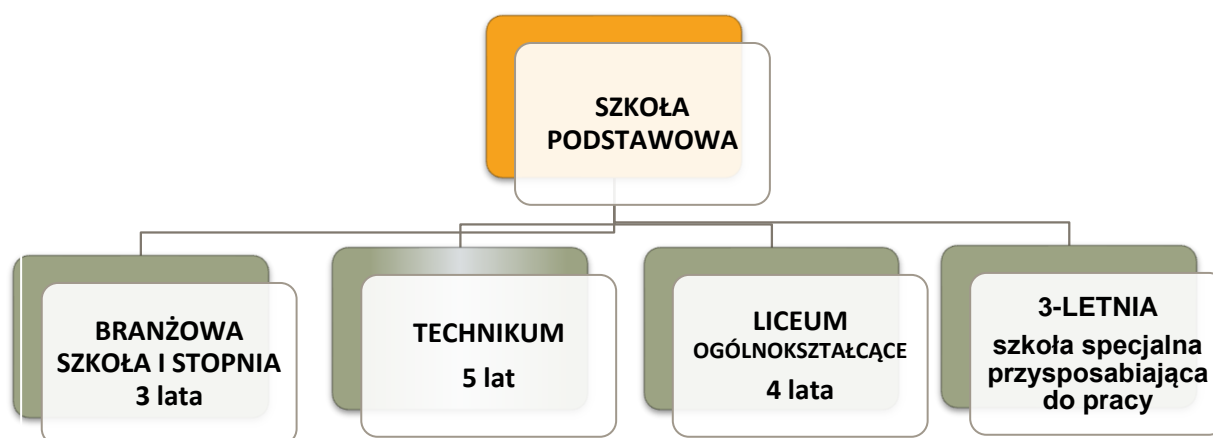 SZKOŁA
PODSTAWOWA
BRANŻOWA
SZKOŁA I STOPNIA
3 lata
TECHNIKUM
5 lat
LICEUM
OGÓLNOKSZTAŁCĄCE
4 lata
3-LETNIA
szkoła specjalna
przysposabiająca
do pracy